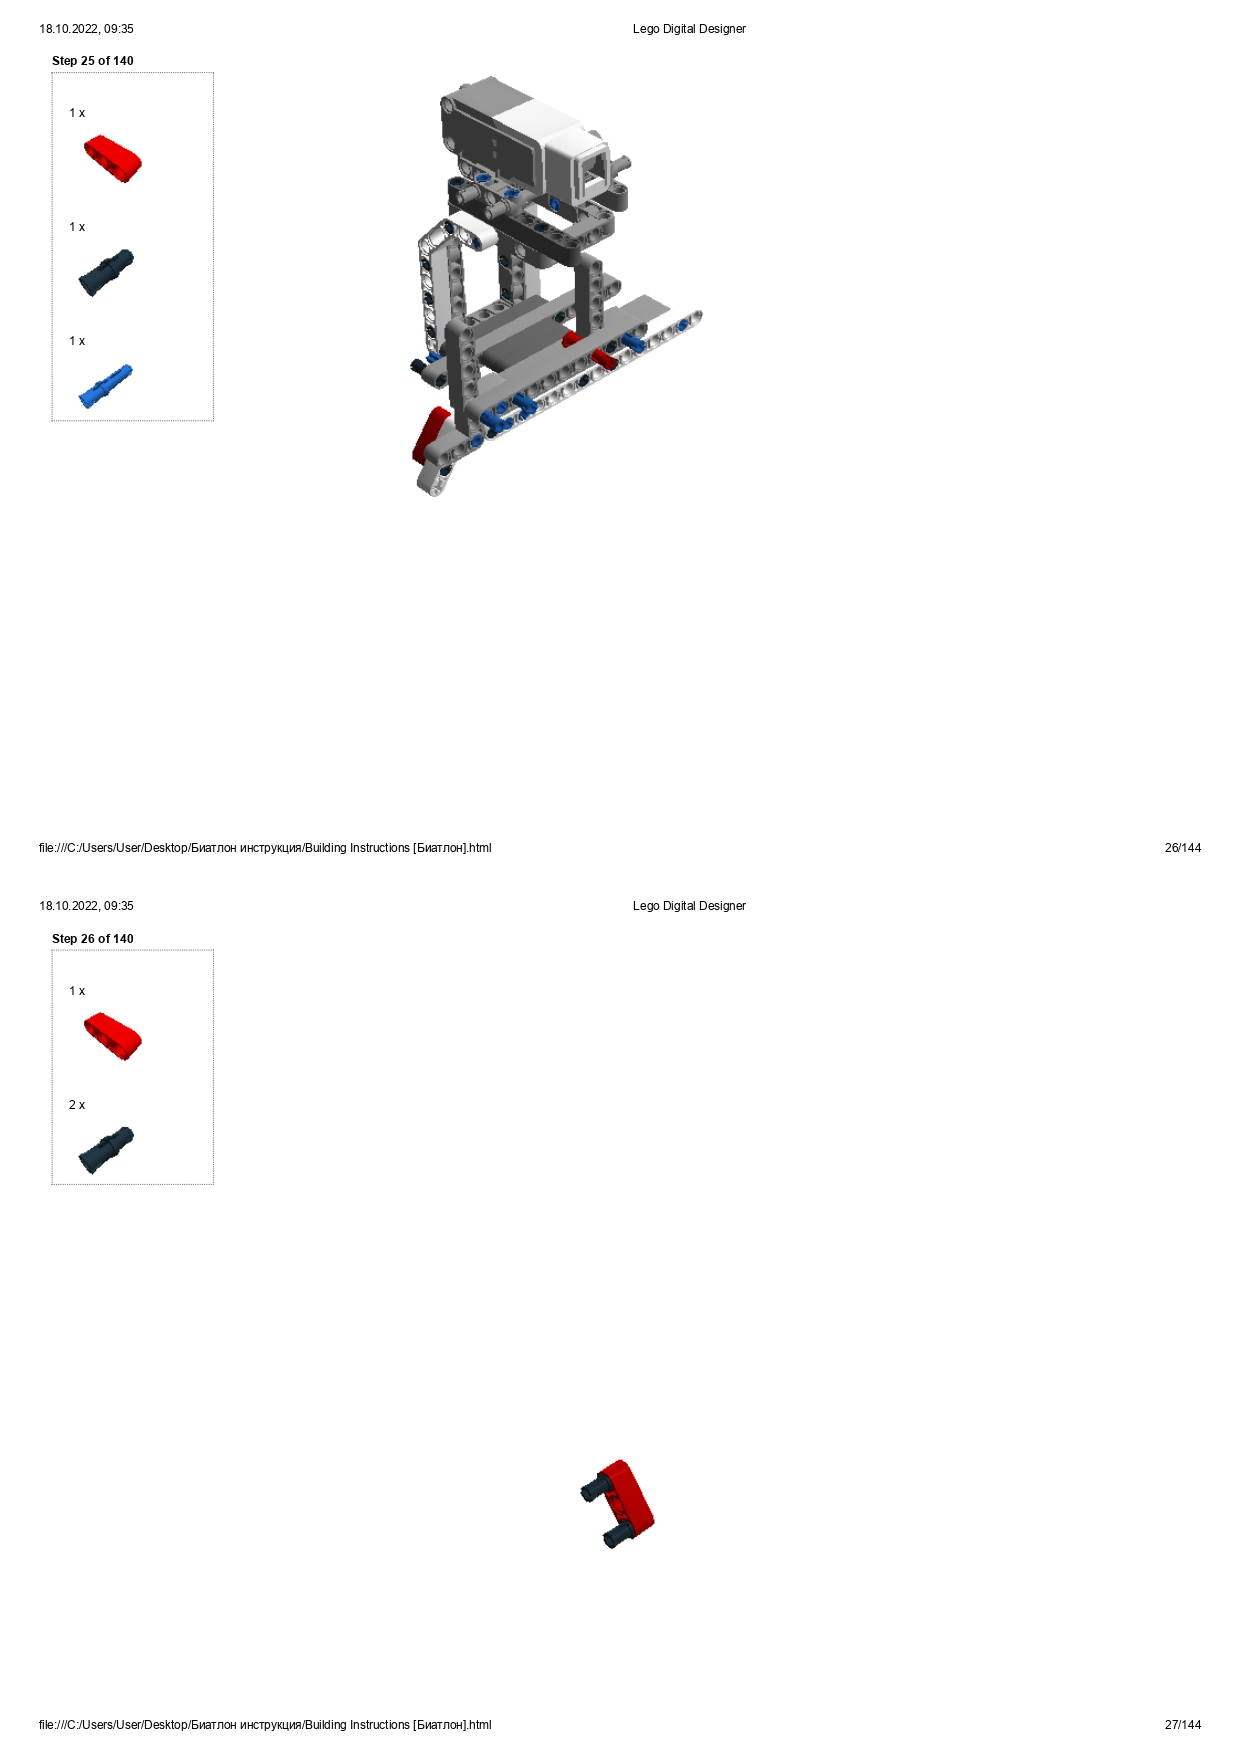 18.10.2022, 09:35
Lego Digital Designer
Step 25 of 140
1 x
1 x
1 x
file:///C:/Users/User/Desktop/Биатлон инструкция/Building Instructions [Биатлон].html
26/144
18.10.2022, 09:35
Lego Digital Designer
Step 26 of 140
1 x
2 x
file:///C:/Users/User/Desktop/Биатлон инструкция/Building Instructions [Биатлон].html
27/144